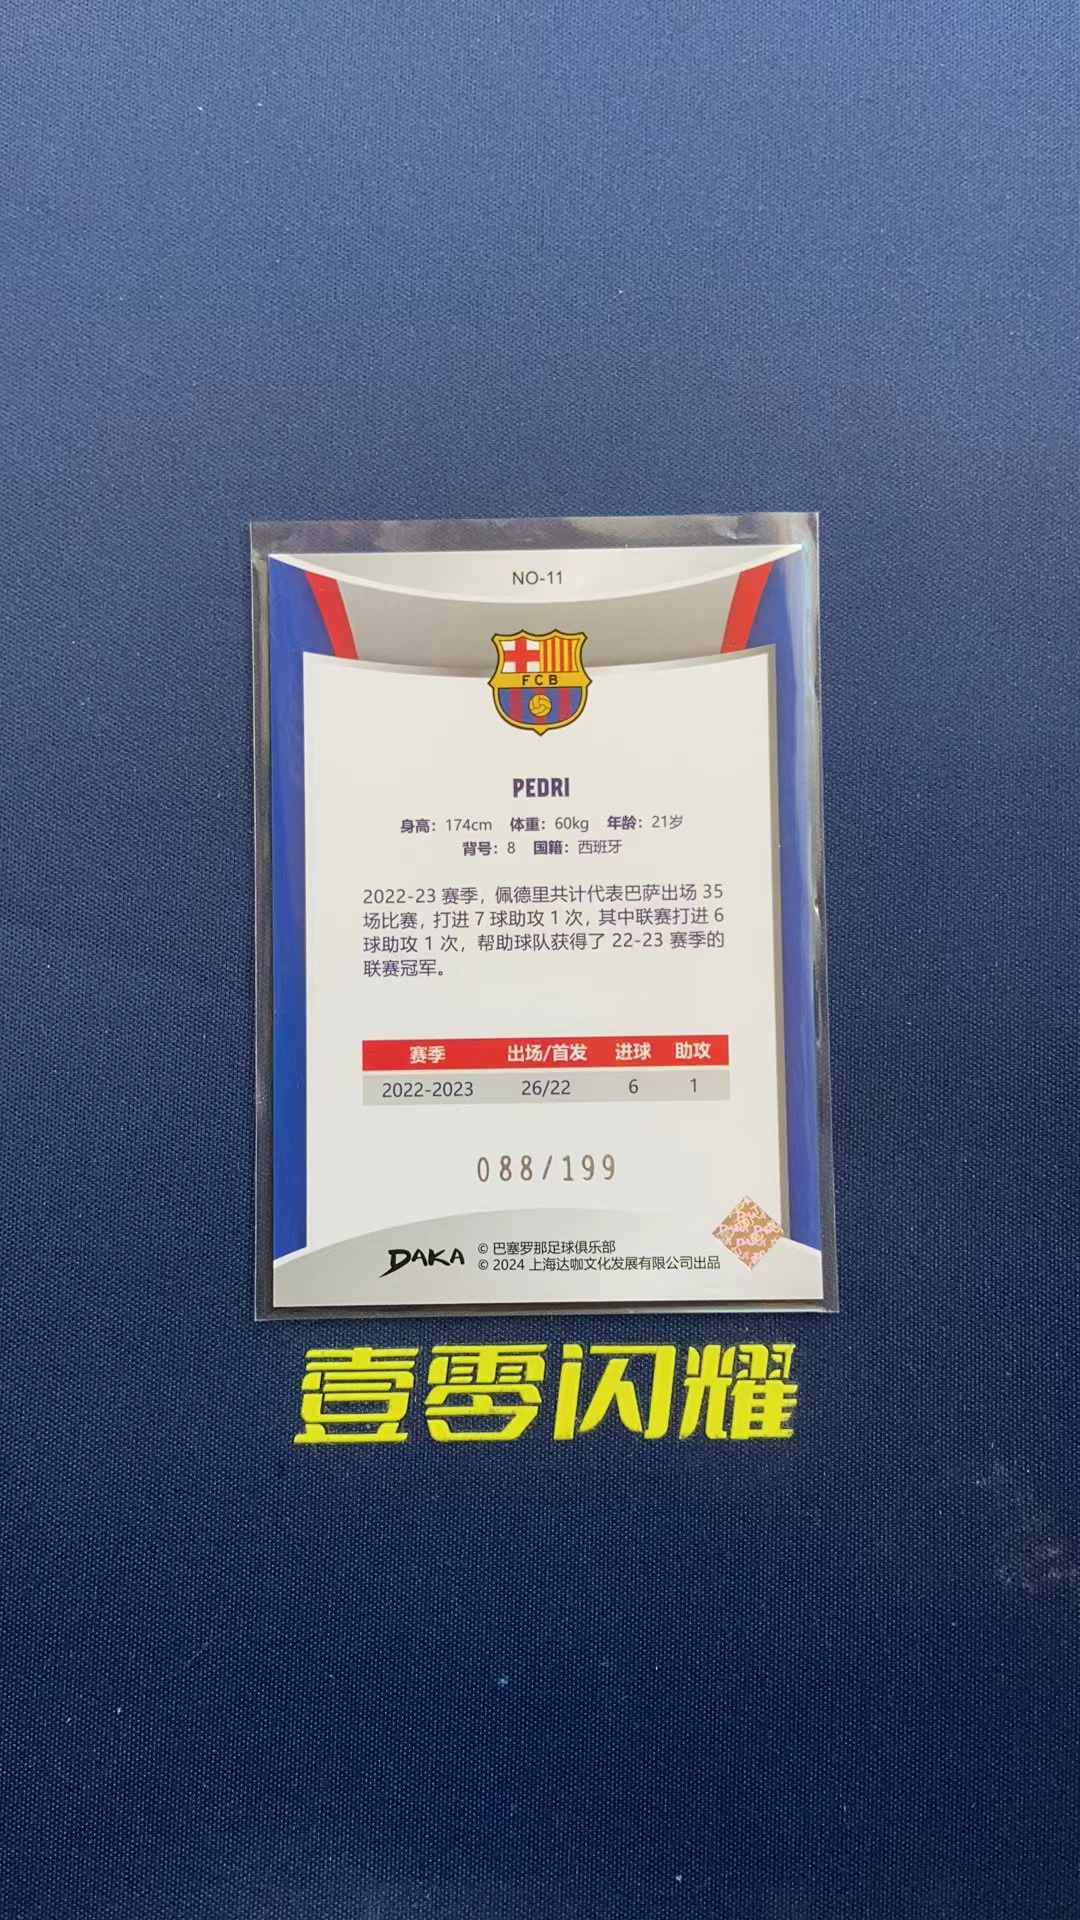 NO-11
FCB
PEDRI
身高：174cm 体重：60kg 年龄：21岁
背号：8 国籍：西班牙
2022-23 赛季，佩德里共计代表巴萨出场 35
场比赛，打进 7 球助攻 1 次，其中联赛打进 6
球助攻 1 次，帮助球队获得了 22-23 赛季的
联赛冠军。
赛季 出场/首发 进球 助攻
2022-2023 26/22 6 1
088/199
DAKA
© 巴塞罗那足球俱乐部
© 2024 上海达咖文化发展有限公司出品
DAKA
壹零闪耀